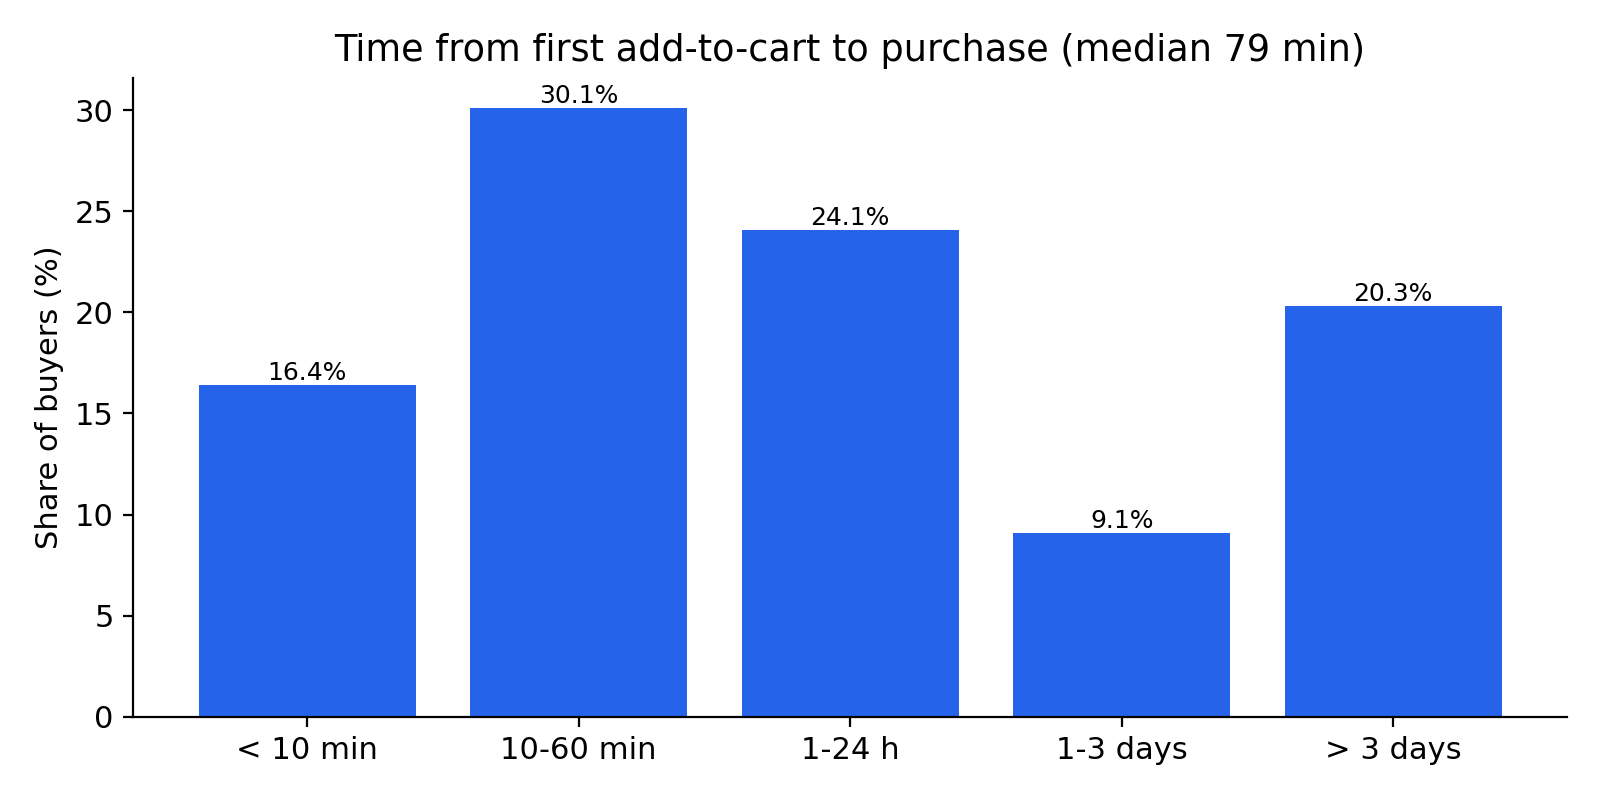 Time from first add-to-cart to purchase (median 79 min)
Share of buyers (%)
30
25
20
15
10
5
0
16.4%
30.1%
24.1%
9.1%
20.3%
< 10 min
10-60 min
1-24 h
1-3 days
> 3 days